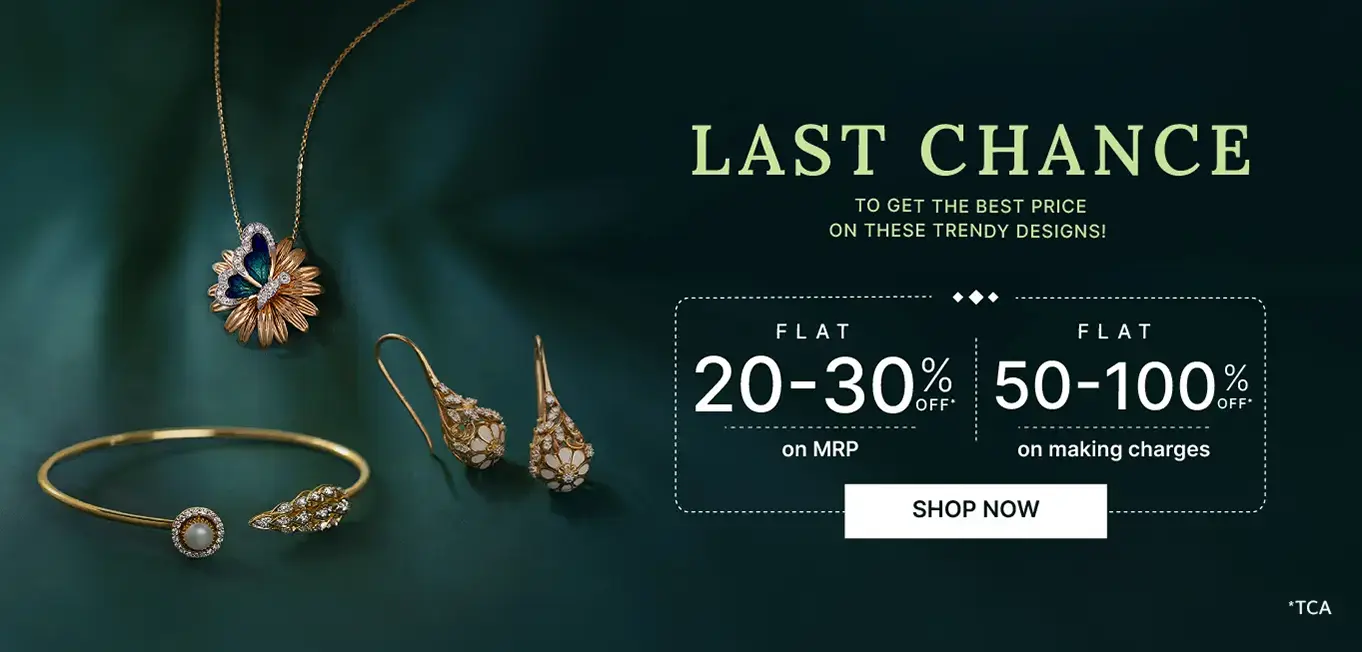 LAST CHANCE
TO GET THE BEST PRICE
ON THESE TRENDY DESIGNS!
FLAT
20-30% OFF*
on MRP
FLAT
50-100% OFF*
on making charges
SHOP NOW
*TCA